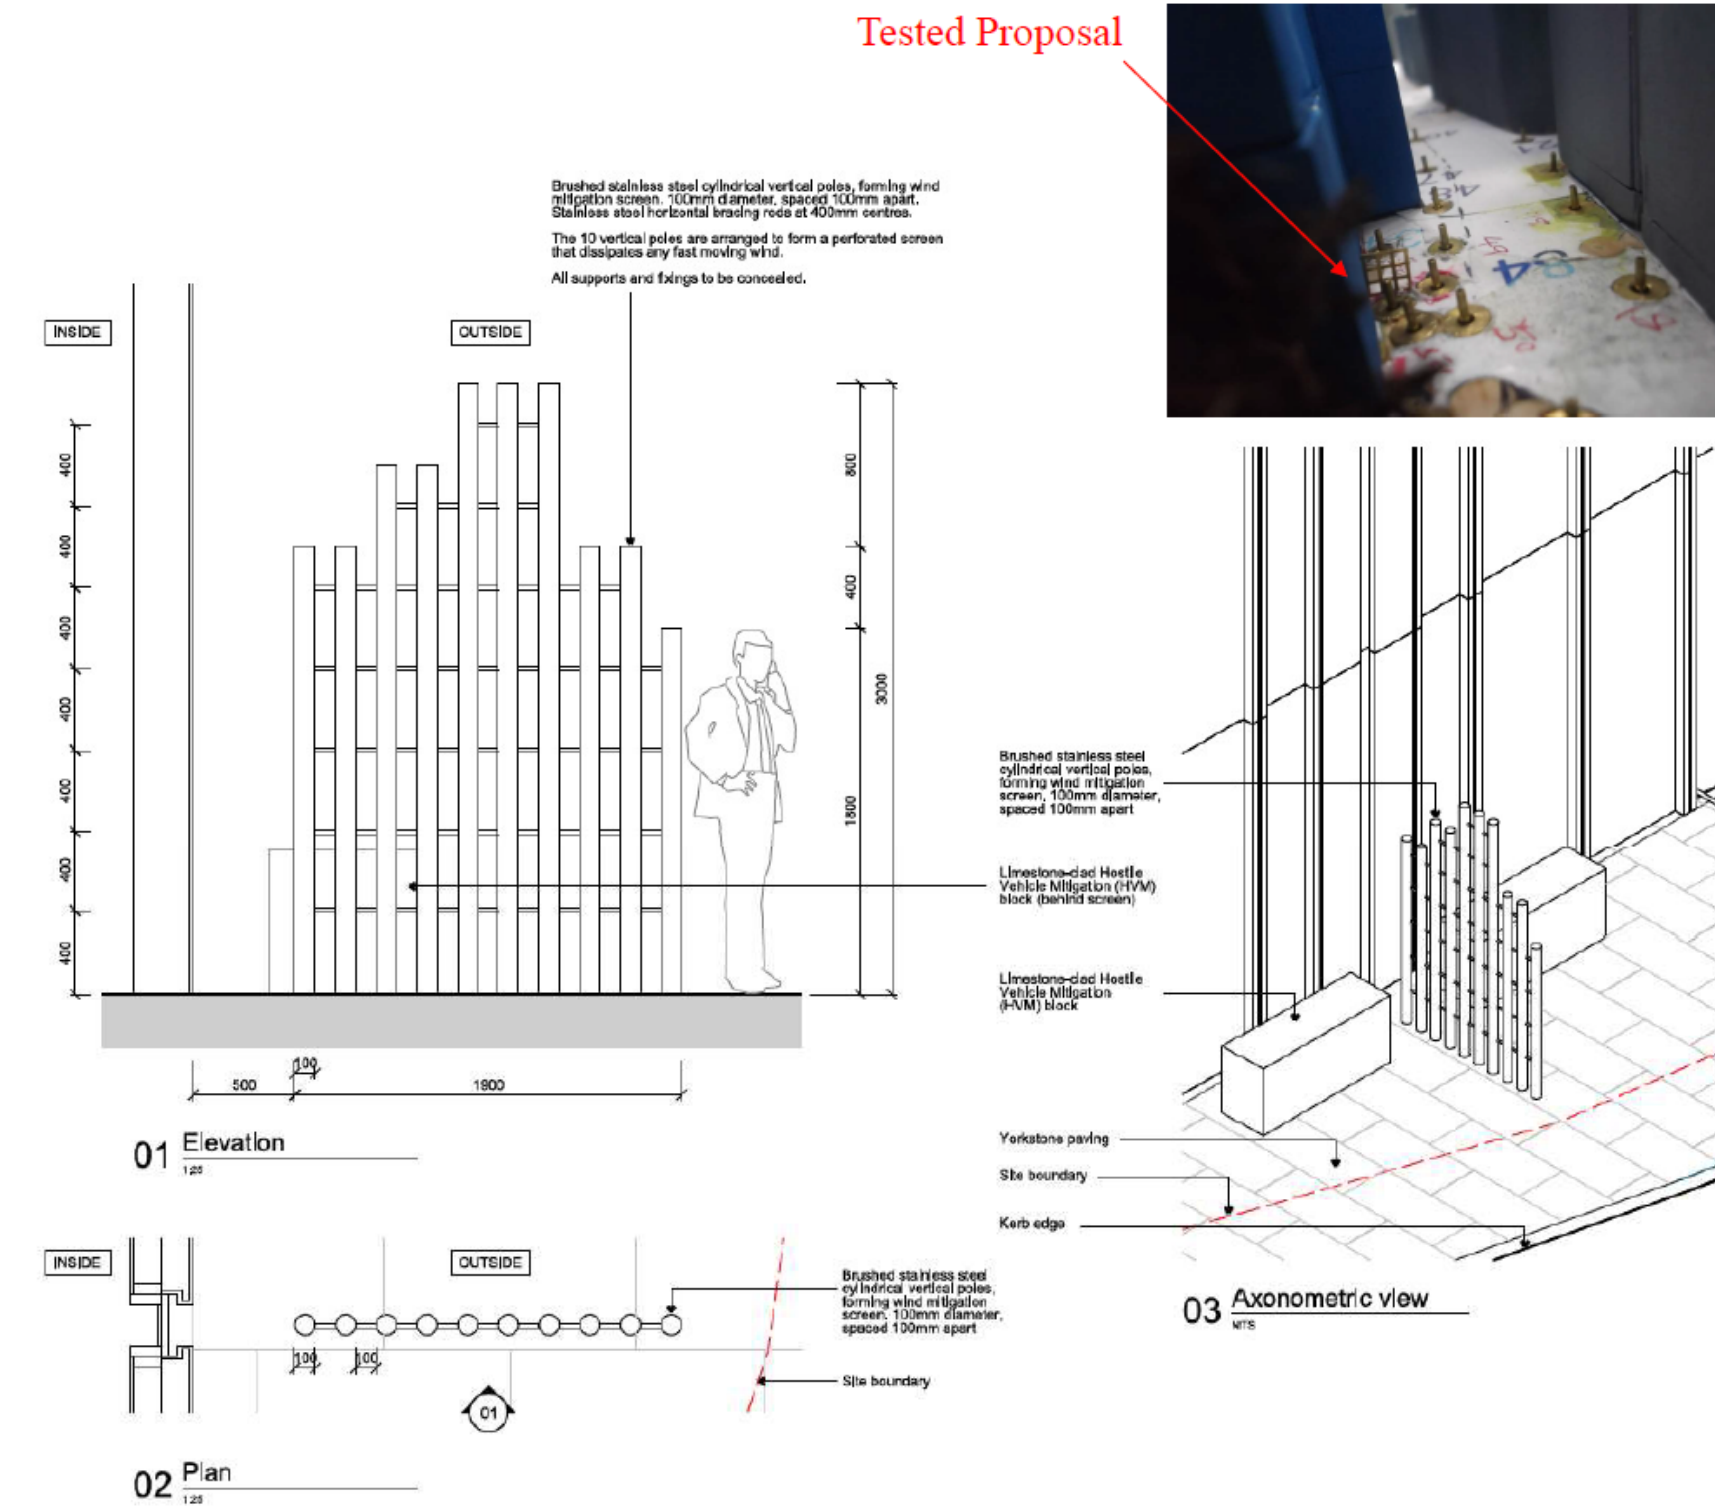 Tested Proposal
Brushed stainless steel cylindrical vertical poles, forming wind
mitigation screen. 100mm diameter, spaced 100mm apart.
Stainless steel horizontal bracing rods at 400mm centres.
The 10 vertical poles are arranged to form a perforated screen
that dissipates any fast moving wind.
All supports and fixings to be concealed.
INSIDE
OUTSIDE
400
400
400
400
400
400
400
800
400
1800
3000
100
500
1900
01 Elevation
1:25
Brushed stainless steel
cylindrical vertical poles,
forming wind mitigation
screen, 100mm diameter,
spaced 100mm apart
Limestone-clad Hostile
Vehicle Mitigation (HVM)
block (behind screen)
Limestone-clad Hostile
Vehicle Mitigation
(HVM) block
Yorkstone paving
Site boundary
Kerb edge
03 Axonometric view
NTS
INSIDE
OUTSIDE
Brushed stainless steel
cylindrical vertical poles,
forming wind mitigation
screen, 100mm diameter,
spaced 100mm apart
Site boundary
100
100
01
02 Plan
1:25
84
49
50
19